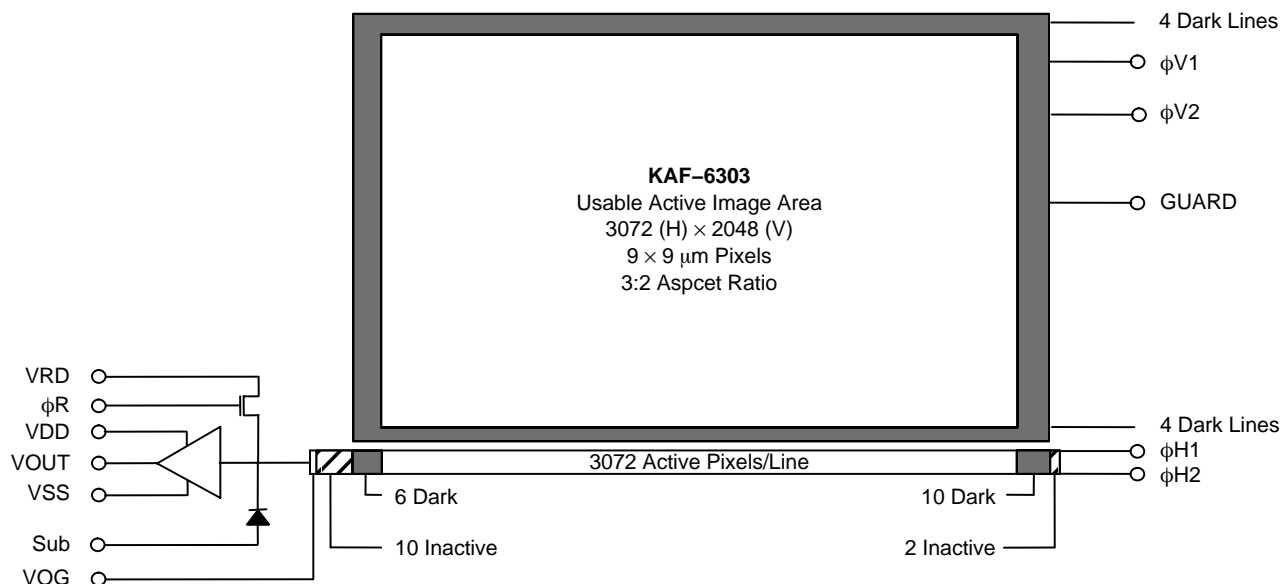 4 Dark Lines
ϕV1
ϕV2
GUARD
KAF–6303
Usable Active Image Area
3072 (H) × 2048 (V)
9 × 9 μm Pixels
3:2 Aspcet Ratio
VRD
ϕR
VDD
VOUT
VSS
Sub
VOG
4 Dark Lines
ϕH1
3072 Active Pixels/Line
ϕH2
6 Dark
10 Dark
10 Inactive
2 Inactive